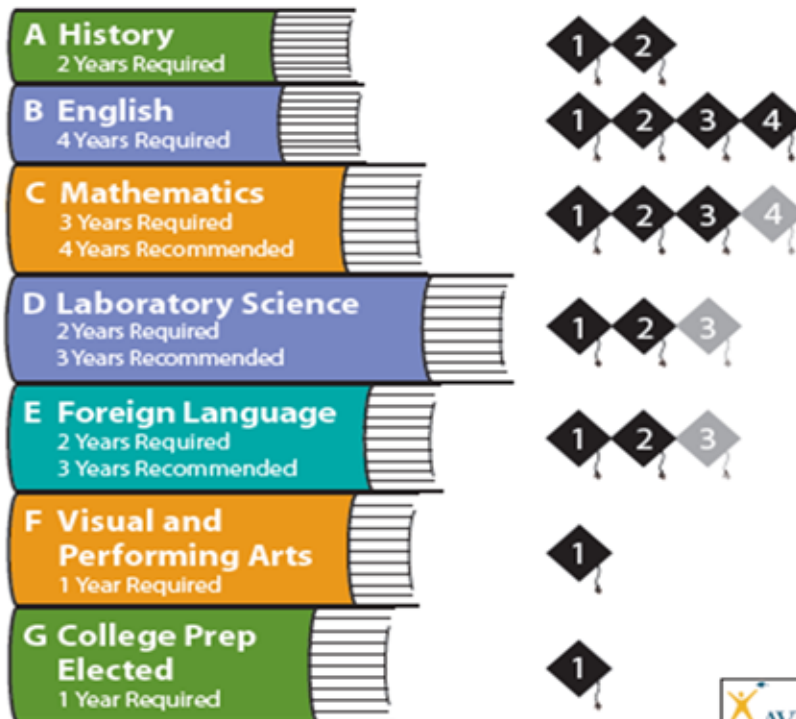 A History
2 Years Required
1 2
B English
4 Years Required
1 2 3 4
C Mathematics
3 Years Required
4 Years Recommended
1 2 3 4
D Laboratory Science
2 Years Required
3 Years Recommended
1 2 3
E Foreign Language
2 Years Required
3 Years Recommended
1 2 3
F Visual and
Performing Arts
1 Year Required
1
G College Prep
Elected
1 Year Required
1